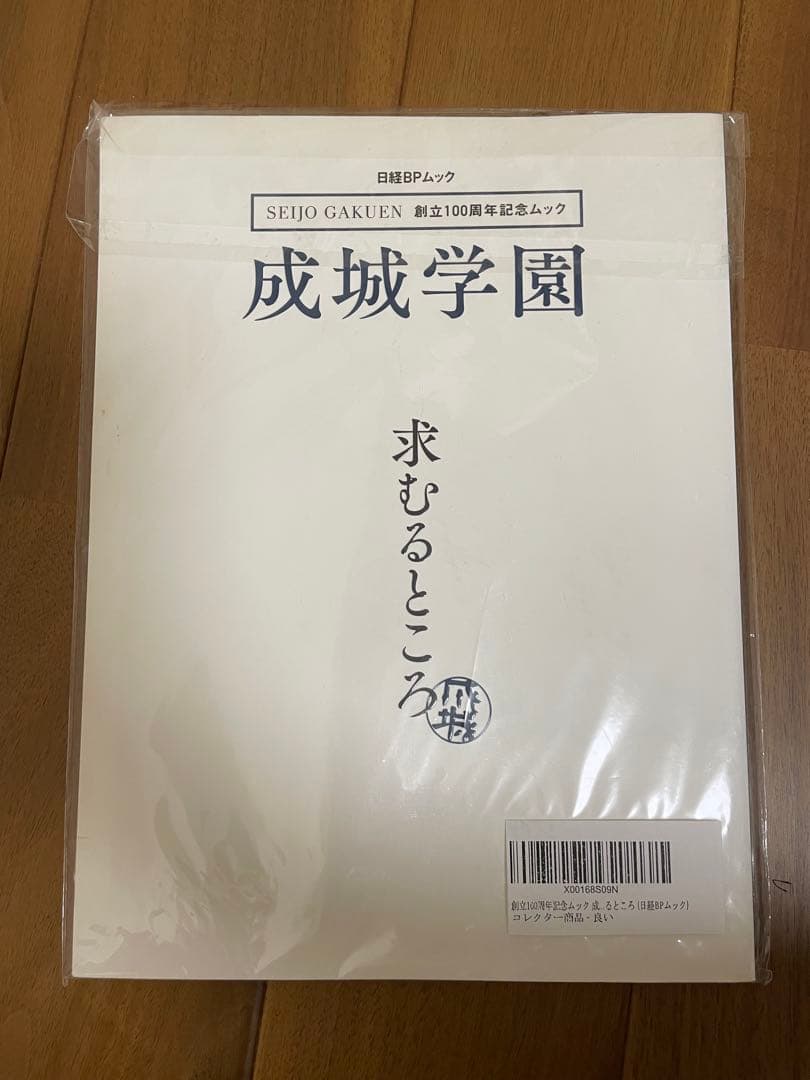 日経BPムック
SEIJO GAKUEN 創立100周年記念ムック
成城学園
求むるところ
X00168S09N
創立100周年記念ムック 成...るところ (日経BPムック)
コレクター商品 - 良い